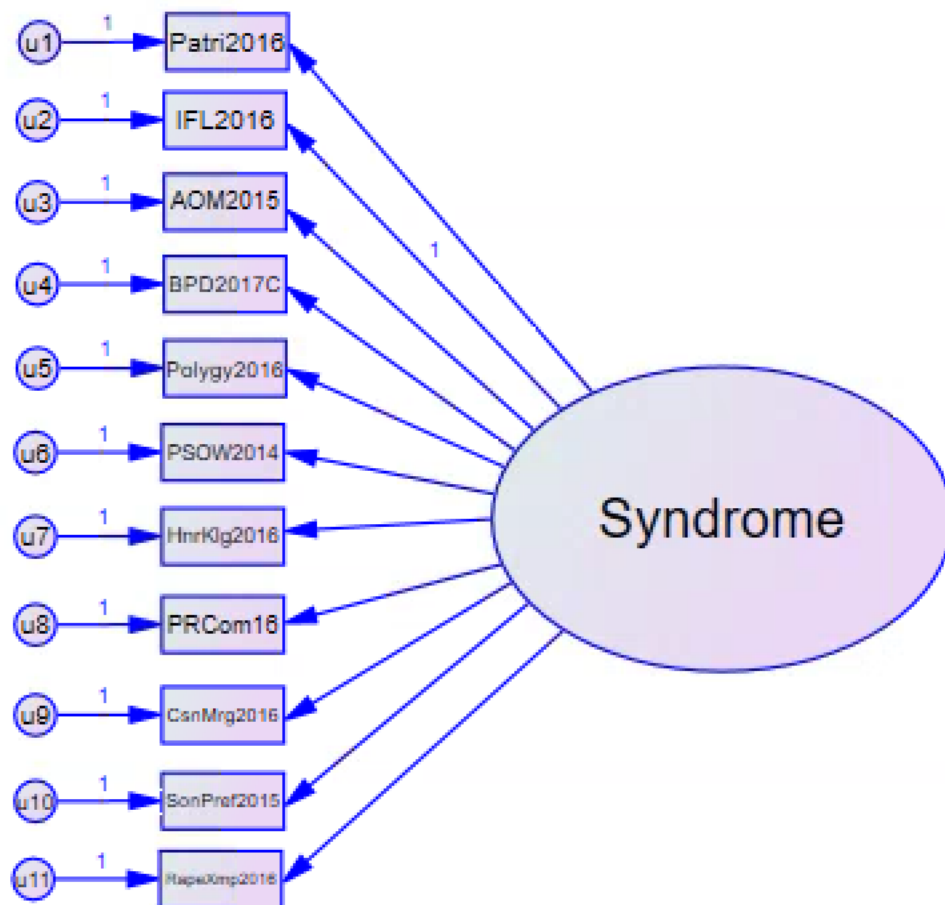 u1 1 Patri2016
u2 1 IFL2016
u3 1 AOM2015
1
u4 1 BPD2017C
u5 1 Polygy2016
u6 1 PSOW2014
Syndrome
u7 1 HnrKlg2016
u8 1 PRCom16
u9 1 CsnMrg2016
u10 1 SonPref2015
u11 1 RapeXmp2016